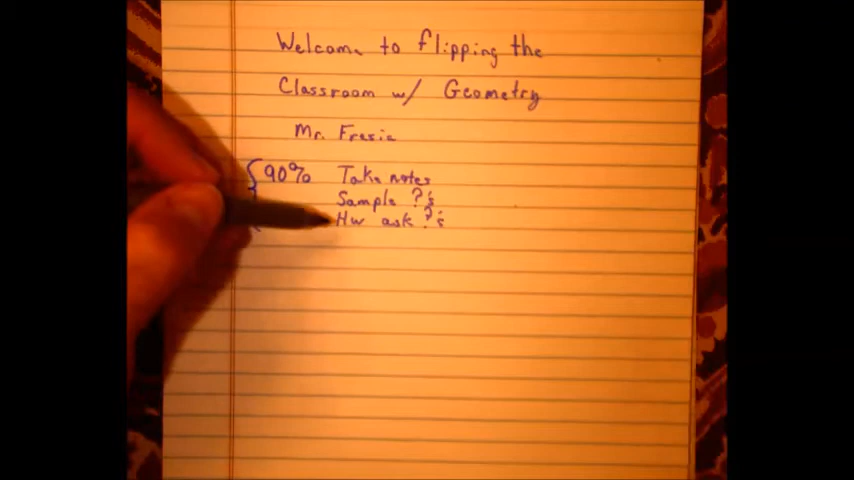 Welcome to flipping the
Classroom w/ Geometry
Mr. Fresie
90% Take notes
Sample ?'s
Hw ask ?'s